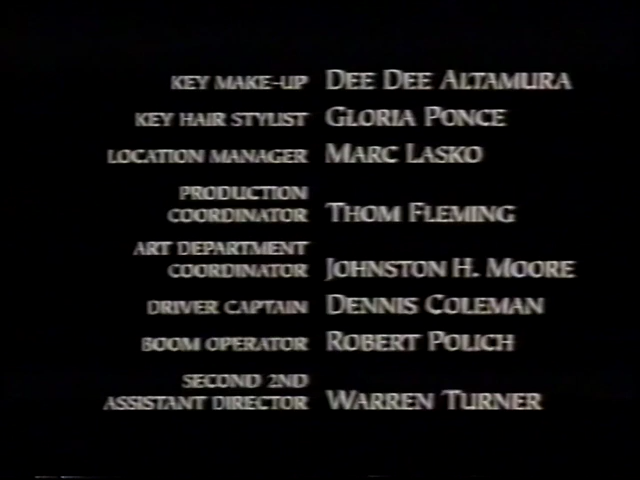 KEY MAKE-UP DEE DEE ALTAMURA
KEY HAIR STYLIST GLORIA PONCE
LOCATION MANAGER MARC LASKO
PRODUCTION
COORDINATOR THOM FLEMING
ART DEPARTMENT
COORDINATOR JOHNSTON H. MOORE
DRIVER CAPTAIN DENNIS COLEMAN
BOOM OPERATOR ROBERT POLICH
SECOND 2ND
ASSISTANT DIRECTOR WARREN TURNER